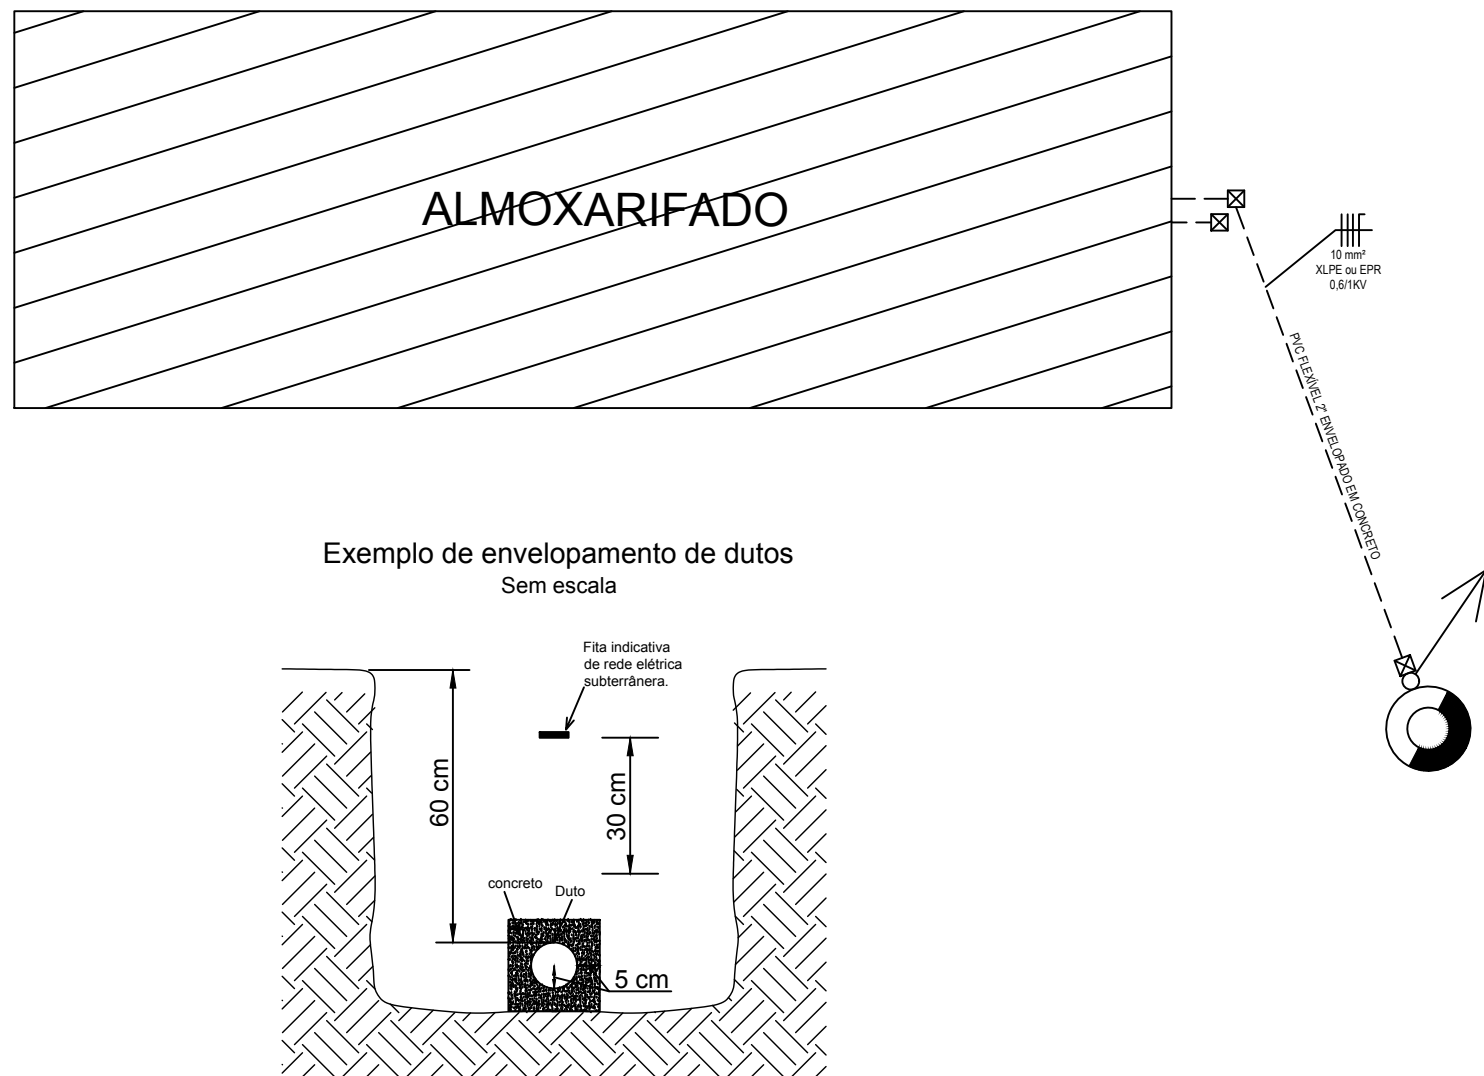 ALMOXARIFADO
10 mm²
XLPE ou EPR
0,6/1KV
PVC FLEXÍVEL 2" ENVELOPADO EM CONCRETO
Exemplo de envelopamento de dutos
Sem escala
Fita indicativa
de rede elétrica
subterrânera.
60 cm
30 cm
concreto
Duto
5 cm